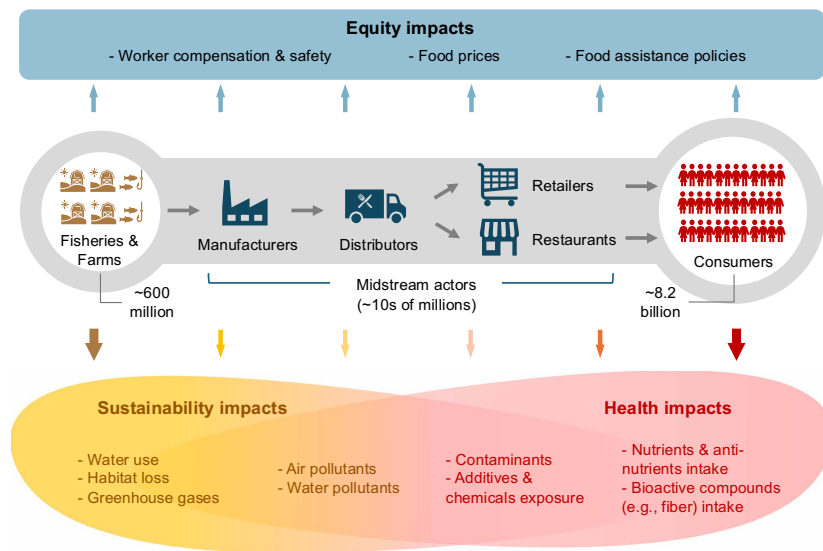 Equity impacts
- Worker compensation & safety
- Food prices
- Food assistance policies
Fisheries &
Farms
Manufacturers
Distributors
Retailers
Restaurants
Consumers
~600
million
Midstream actors
(~10s of millions)
~8.2
billion
Sustainability impacts
- Water use
- Habitat loss
- Greenhouse gases
- Air pollutants
- Water pollutants
Health impacts
- Contaminants
- Additives &
chemicals exposure
- Nutrients & anti-
nutrients intake
- Bioactive compounds
(e.g., fiber) intake